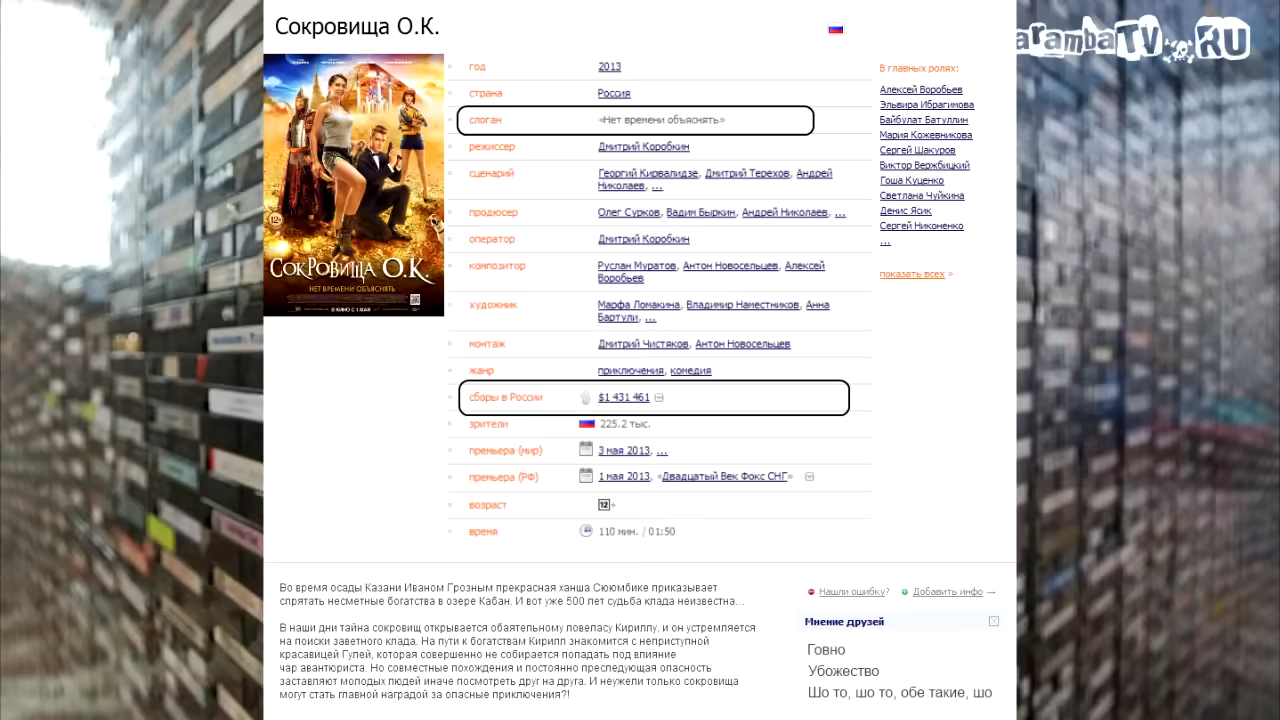 Сокровища О.К.
carambaTV.RU
СОКРОВИЩА О.К.
НЕТ ВРЕМЕНИ ОБЪЯСНЯТЬ
В КИНО С 1 МАЯ
12+
год 2013
страна Россия
слоган «Нет времени объяснять»
режиссер Дмитрий Коробкин
сценарий Георгий Кирвалидзе, Дмитрий Терехов, Андрей
Николаев, ...
продюсер Олег Сурков, Вадим Быркин, Андрей Николаев, ...
оператор Дмитрий Коробкин
композитор Руслан Муратов, Антон Новосельцев, Алексей
Воробьев
художник Марфа Ломакина, Владимир Наместников, Анна
Бартули, ...
монтаж Дмитрий Чистяков, Антон Новосельцев
жанр приключения, комедия
сборы в России $1 431 461
зрители 225.2 тыс.
премьера (мир) 3 мая 2013, ...
премьера (РФ) 1 мая 2013, «Двадцатый Век Фокс СНГ»
возраст 12+
время 110 мин. / 01:50
В главных ролях:
Алексей Воробьев
Эльвира Ибрагимова
Байбулат Батуллин
Мария Кожевникова
Сергей Шакуров
Виктор Вержбицкий
Гоша Куценко
Светлана Чуйкина
Денис Ясик
Сергей Никоненко
...
показать всех »
Во время осады Казани Иваном Грозным прекрасная ханша Сююмбике приказывает
спрятать несметные богатства в озере Кабан. И вот уже 500 лет судьба клада неизвестна…
В наши дни тайна сокровищ открывается обаятельному повесе Кириллу, и он устремляется
на поиски заветного клада. На пути к богатствам Кирилл знакомится с неприступной
красавицей Гулей, которая совершенно не собирается попадать под влияние
чар авантюриста. Но совместные похождения и постоянно преследующая опасность
заставляют молодых людей иначе посмотреть друг на друга. И неужели только сокровища
могут стать главной наградой за опасные приключения?!
Нашли ошибку? Добавить инфо →
Мнение друзей
Говно
Убожество
Шо то, шо то, обе такие, шо